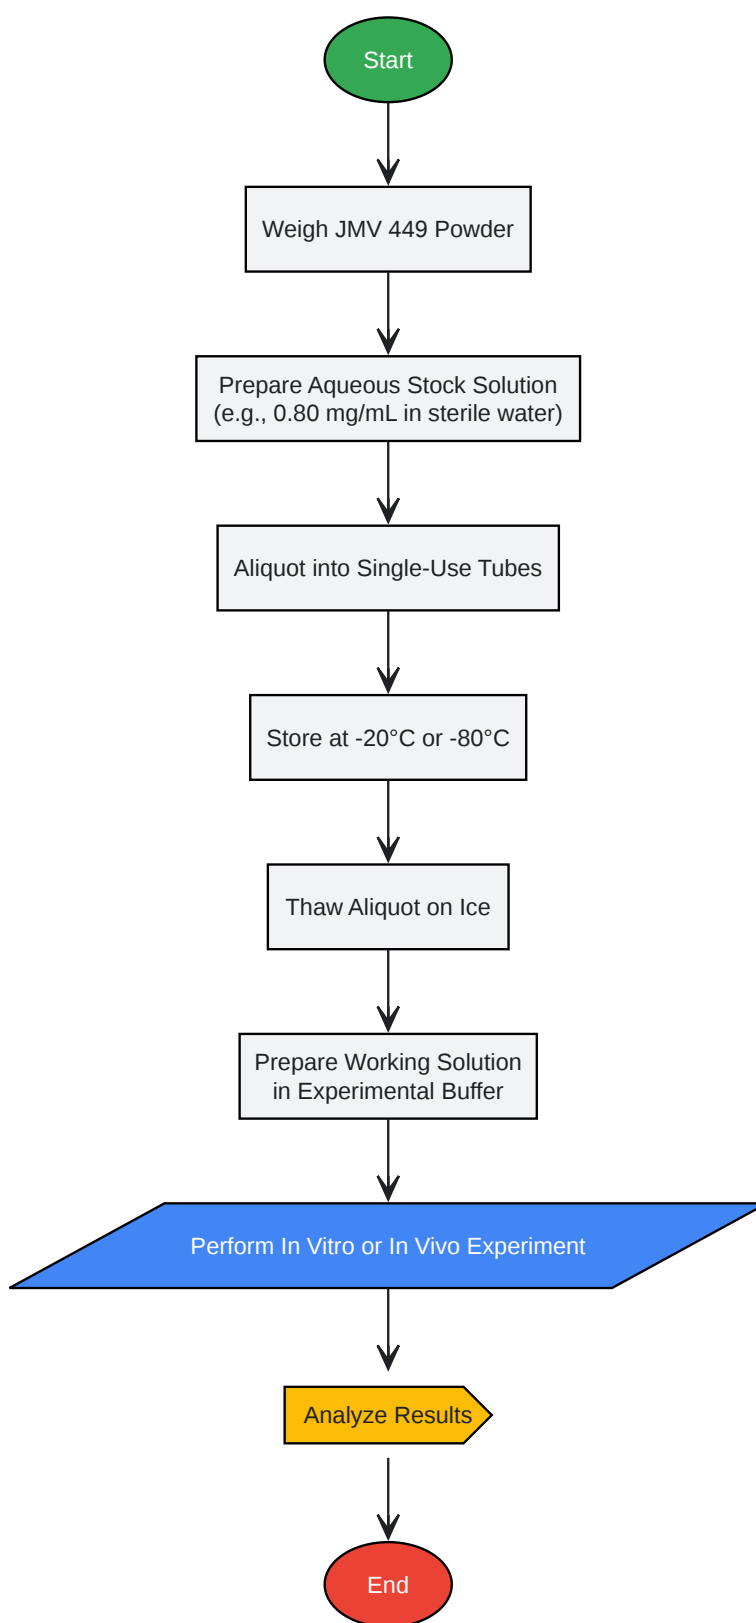 Start
Weigh JMV 449 Powder
Prepare Aqueous Stock Solution
(e.g., 0.80 mg/mL in sterile water)
Aliquot into Single-Use Tubes
Store at -20°C or -80°C
Thaw Aliquot on Ice
Prepare Working Solution
in Experimental Buffer
Perform In Vitro or In Vivo Experiment
Analyze Results
End